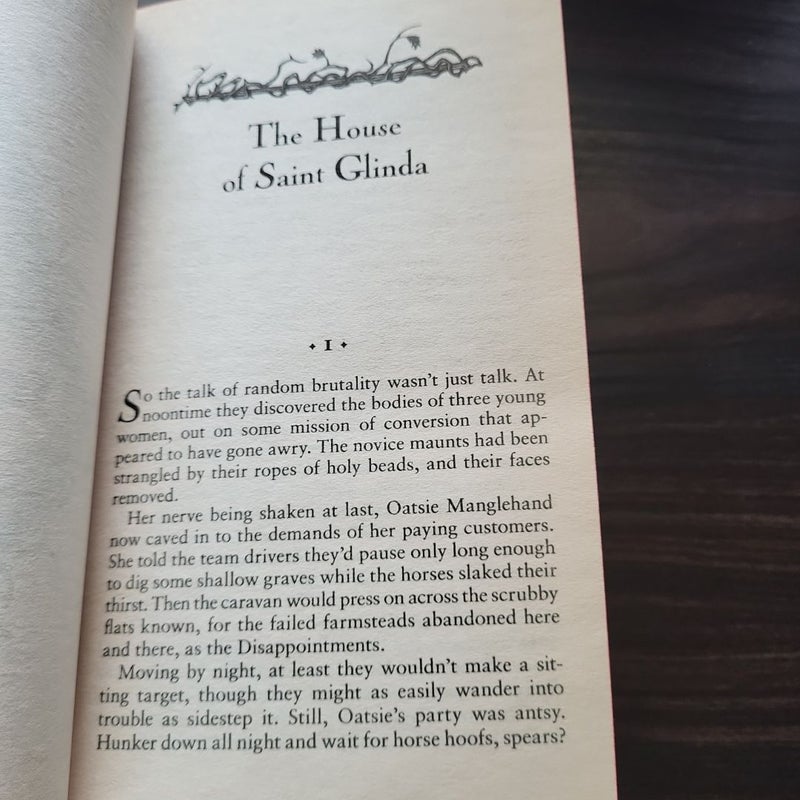 The House
of Saint Glinda
✦ I ✦
So the talk of random brutality wasn't just talk. At
noontime they discovered the bodies of three young
women, out on some mission of conversion that ap-
peared to have gone awry. The novice maunts had been
strangled by their ropes of holy beads, and their faces
removed.
Her nerve being shaken at last, Oatsie Manglehand
now caved in to the demands of her paying customers.
She told the team drivers they'd pause only long enough
to dig some shallow graves while the horses slaked their
thirst. Then the caravan would press on across the scrubby
flats known, for the failed farmsteads abandoned here
and there, as the Disappointments.
Moving by night, at least they wouldn't make a sit-
ting target, though they might as easily wander into
trouble as sidestep it. Still, Oatsie's party was antsy.
Hunker down all night and wait for horse hoofs, spears?